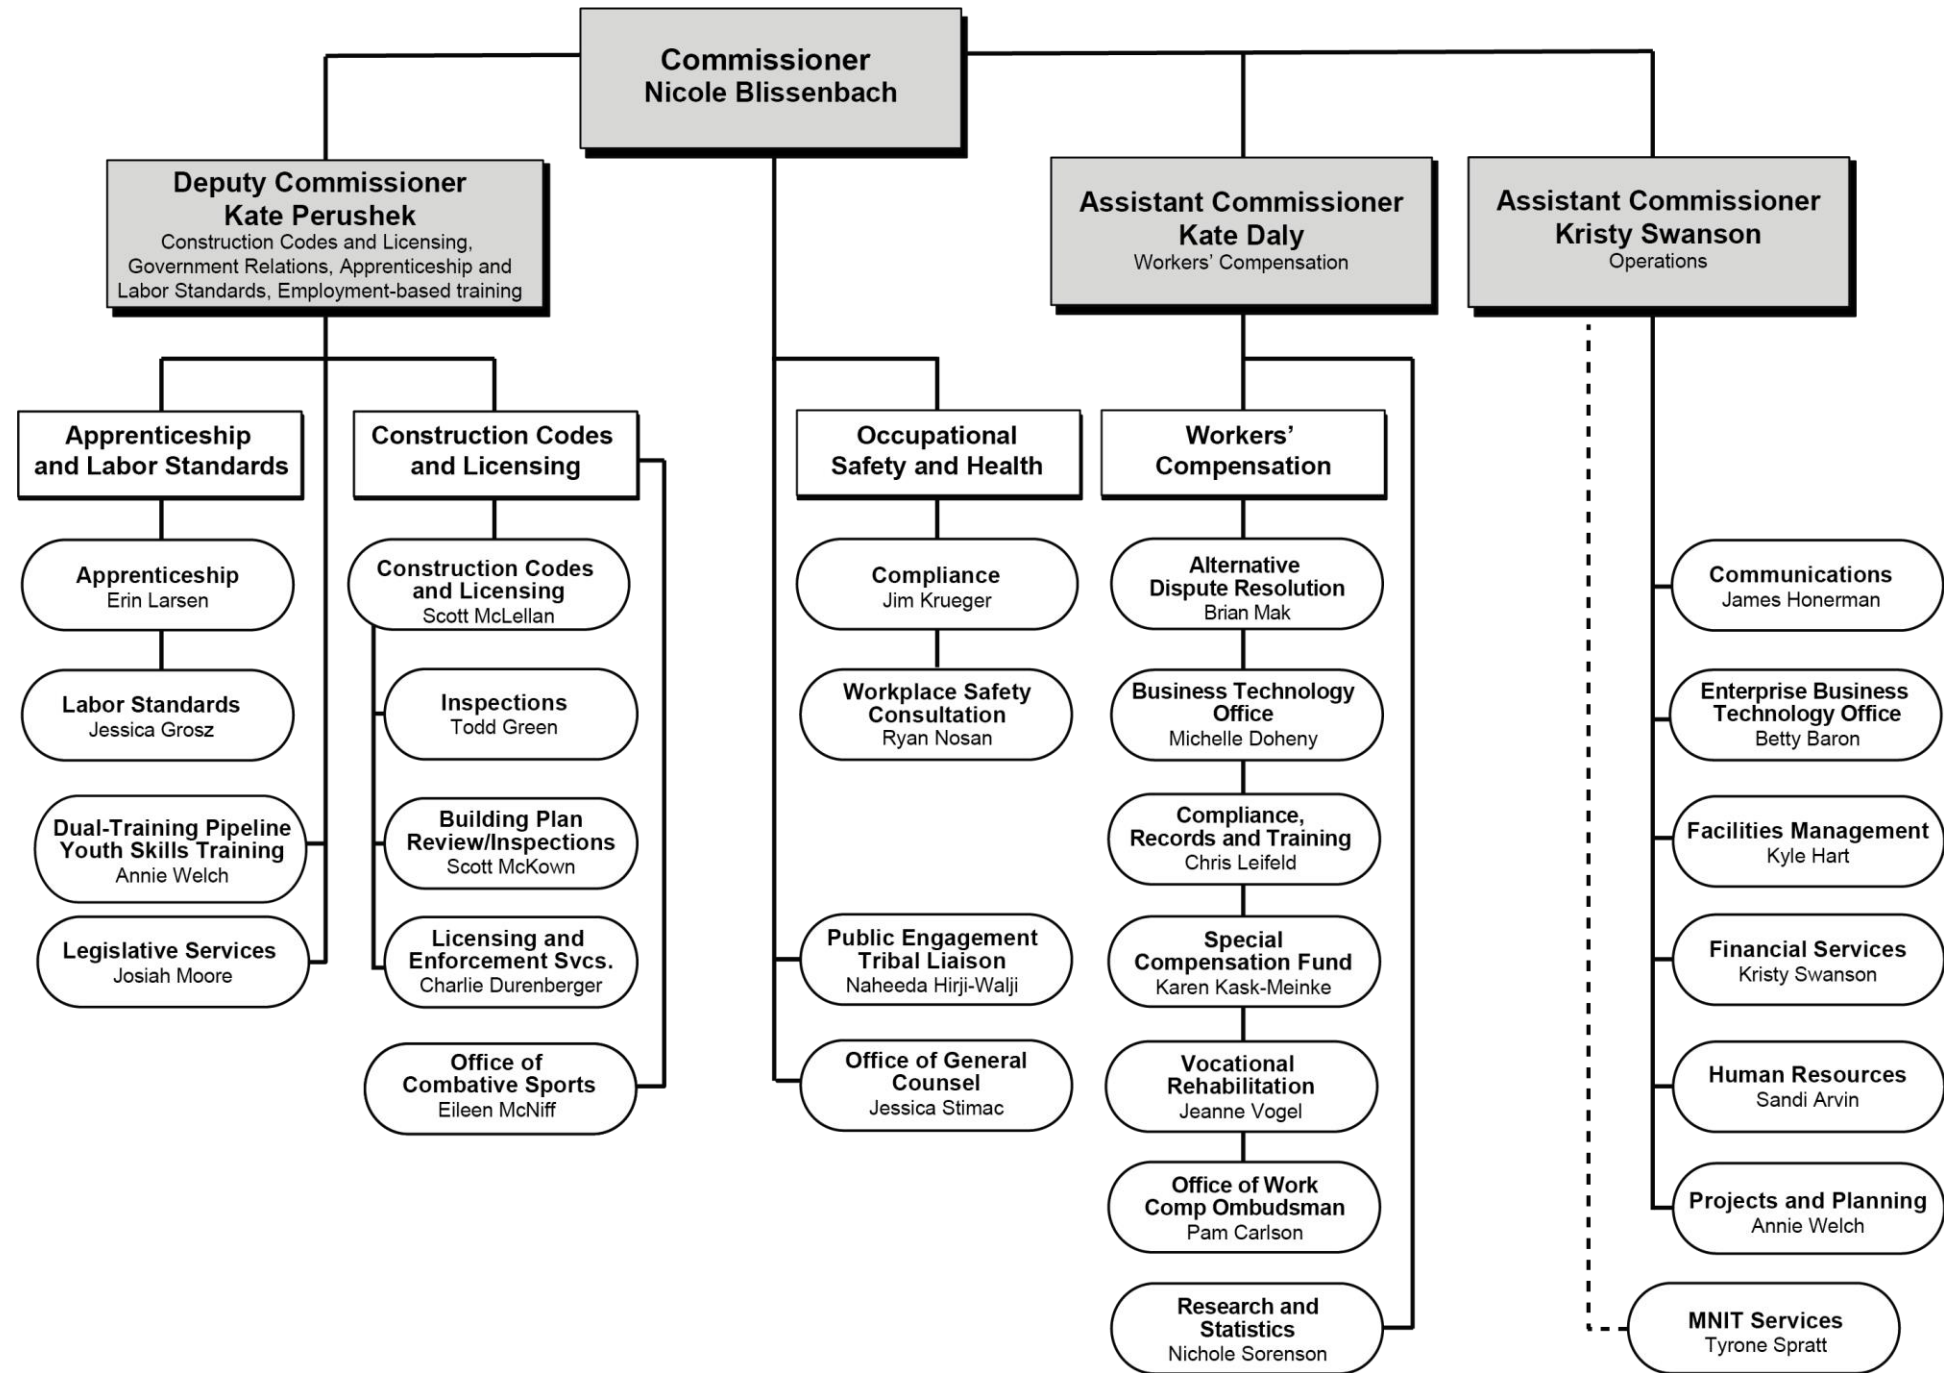 Commissioner
Nicole Blissenbach
Deputy Commissioner
Kate Perushek
Construction Codes and Licensing,
Government Relations, Apprenticeship and
Labor Standards, Employment-based training
Assistant Commissioner
Kate Daly
Workers’ Compensation
Assistant Commissioner
Kristy Swanson
Operations
Apprenticeship
and Labor Standards
Apprenticeship
Erin Larsen
Labor Standards
Jessica Grosz
Dual-Training Pipeline
Youth Skills Training
Annie Welch
Legislative Services
Josiah Moore
Construction Codes
and Licensing
Construction Codes
and Licensing
Scott McLellan
Inspections
Todd Green
Building Plan
Review/Inspections
Scott McKown
Licensing and
Enforcement Svcs.
Charlie Durenberger
Office of
Combative Sports
Eileen McNiff
Occupational
Safety and Health
Compliance
Jim Krueger
Workplace Safety
Consultation
Ryan Nosan
Public Engagement
Tribal Liaison
Naheeda Hirji-Walji
Office of General
Counsel
Jessica Stimac
Workers’
Compensation
Alternative
Dispute Resolution
Brian Mak
Business Technology
Office
Michelle Doheny
Compliance,
Records and Training
Chris Leifeld
Special
Compensation Fund
Karen Kask-Meinke
Vocational
Rehabilitation
Jeanne Vogel
Office of Work
Comp Ombudsman
Pam Carlson
Research and
Statistics
Nichole Sorenson
Communications
James Honerman
Enterprise Business
Technology Office
Betty Baron
Facilities Management
Kyle Hart
Financial Services
Kristy Swanson
Human Resources
Sandi Arvin
Projects and Planning
Annie Welch
MNIT Services
Tyrone Spratt